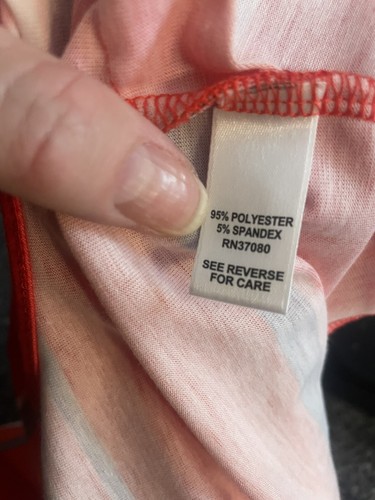 95% POLYESTER
5% SPANDEX
RN37080
SEE REVERSE
FOR CARE